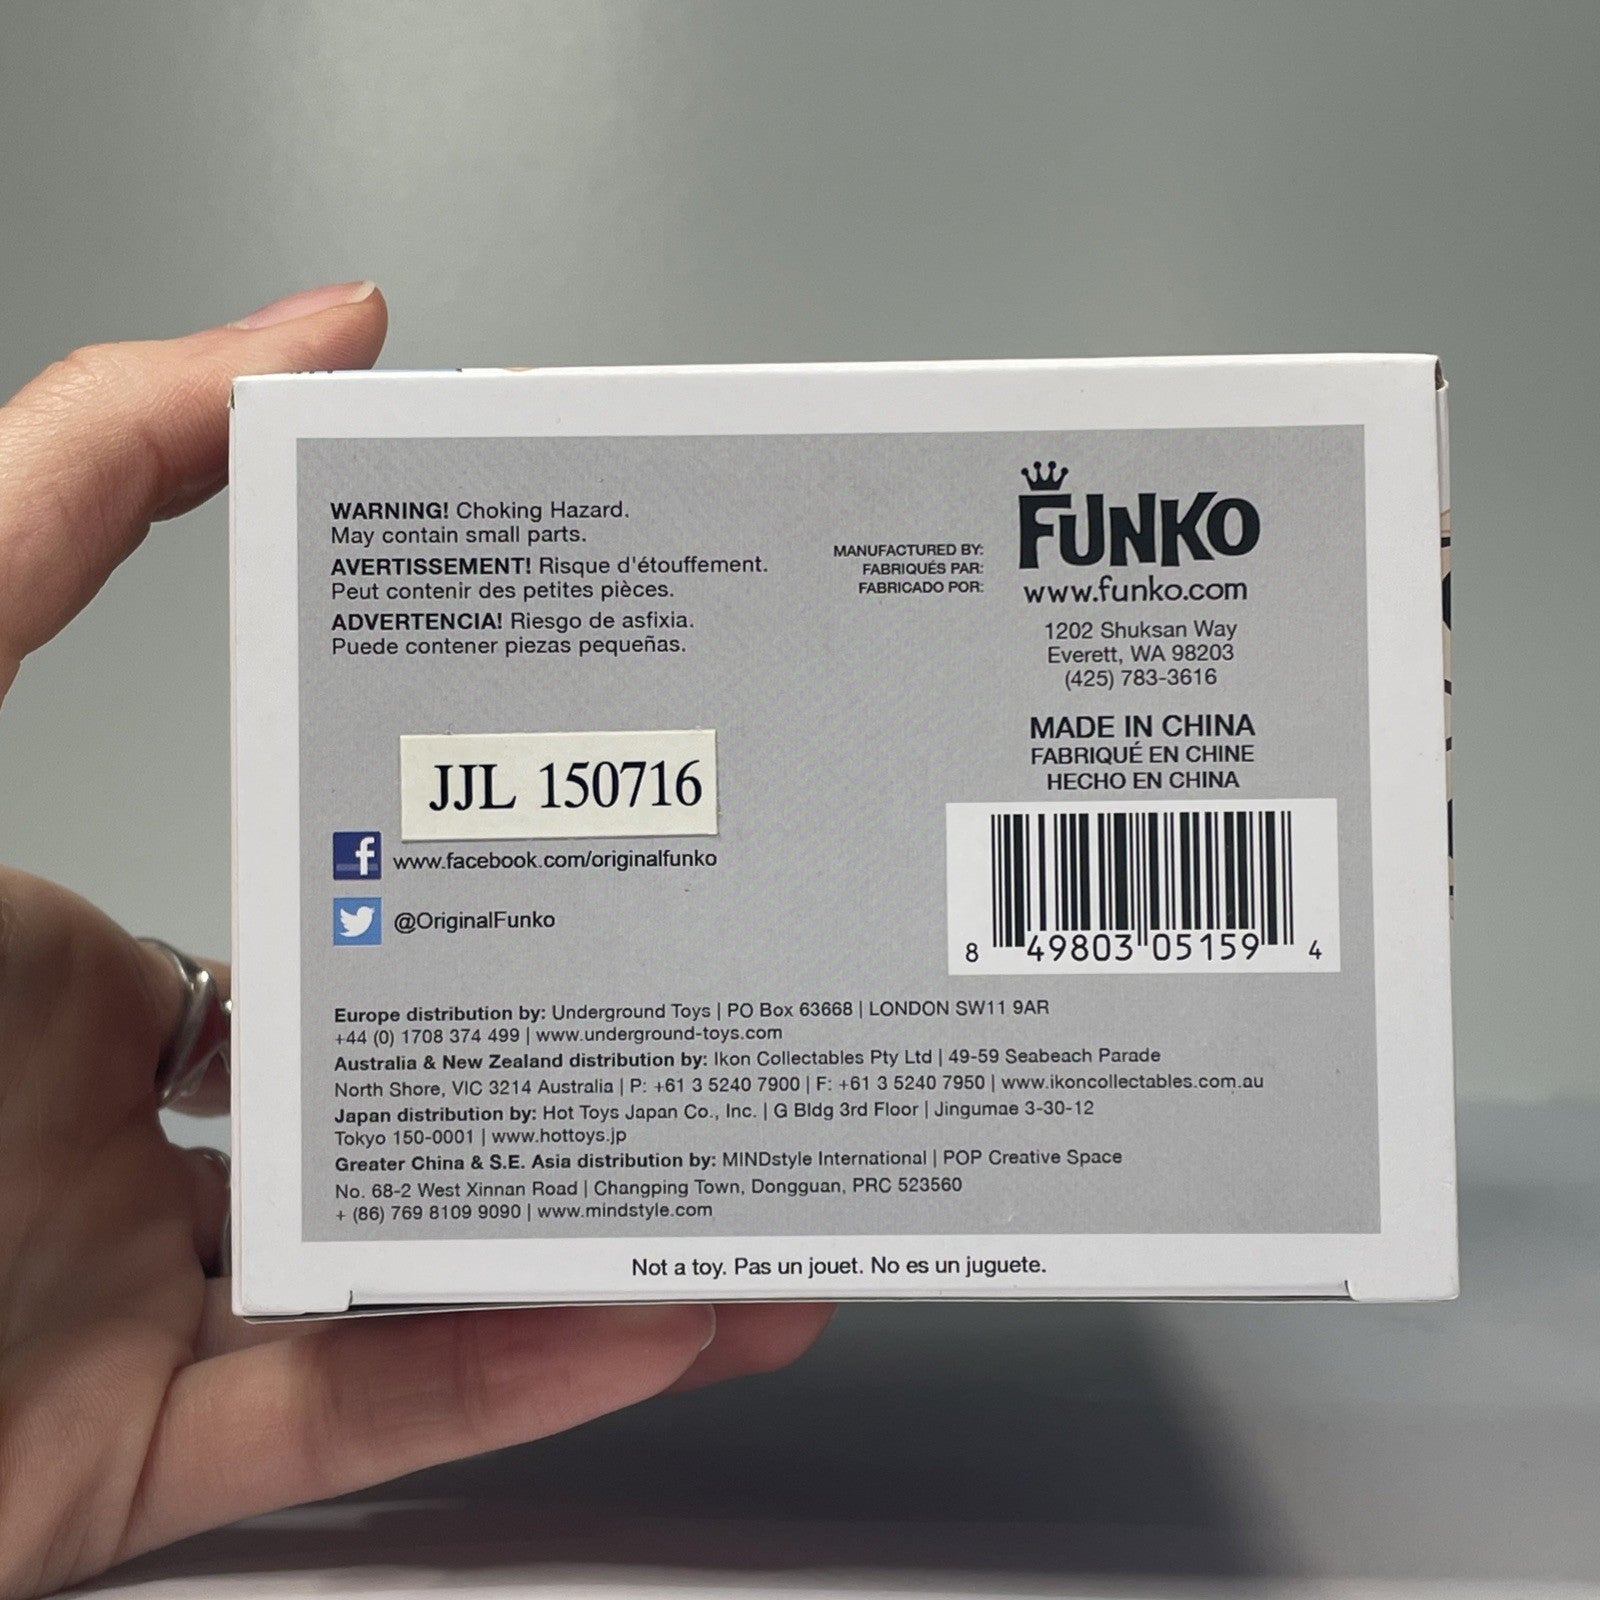 WARNING! Choking Hazard.
May contain small parts.
AVERTISSEMENT! Risque d'étouffement.
Peut contenir des petites pièces.
ADVERTENCIA! Riesgo de asfixia.
Puede contener piezas pequeñas.
MANUFACTURED BY:
FABRIQUÉS PAR:
FABRICADO POR:
FUNKO
www.funko.com
1202 Shuksan Way
Everett, WA 98203
(425) 783-3616
MADE IN CHINA
FABRIQUÉ EN CHINE
HECHO EN CHINA
JJL 150716
f www.facebook.com/originalfunko
@OriginalFunko
8 49803 05159 4
Europe distribution by: Underground Toys | PO Box 63668 | LONDON SW11 9AR
+44 (0) 1708 374 499 | www.underground-toys.com
Australia & New Zealand distribution by: Ikon Collectables Pty Ltd | 49-59 Seabeach Parade
North Shore, VIC 3214 Australia | P: +61 3 5240 7900 | F: +61 3 5240 7950 | www.ikoncollectables.com.au
Japan distribution by: Hot Toys Japan Co., Inc. | G Bldg 3rd Floor | Jingumae 3-30-12
Tokyo 150-0001 | www.hottoys.jp
Greater China & S.E. Asia distribution by: MINDstyle International | POP Creative Space
No. 68-2 West Xinnan Road | Changping Town, Dongguan, PRC 523560
+ (86) 769 8109 9090 | www.mindstyle.com
Not a toy. Pas un jouet. No es un juguete.